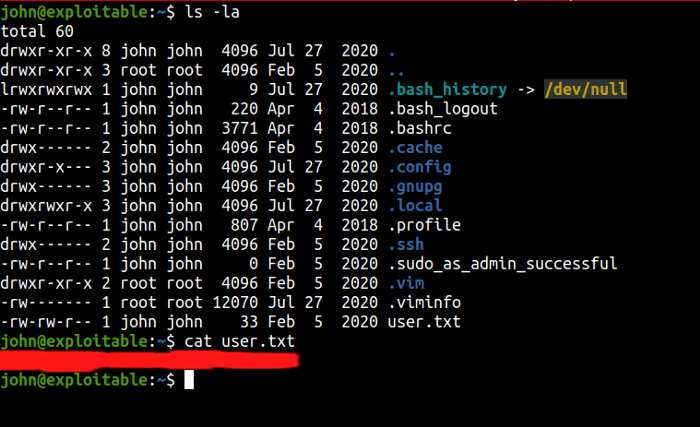 john@exploitable:~$ ls -la
total 60
drwxr-xr-x 8 john john  4096 Jul 27  2020 .
drwxr-xr-x 3 root root  4096 Feb  5  2020 ..
lrwxrwxrwx 1 john john     9 Jul 27  2020 .bash_history -> /dev/null
-rw-r--r-- 1 john john   220 Apr  4  2018 .bash_logout
-rw-r--r-- 1 john john  3771 Apr  4  2018 .bashrc
drwx------ 2 john john  4096 Feb  5  2020 .cache
drwxr-x--- 3 john john  4096 Jul 27  2020 .config
drwx------ 3 john john  4096 Feb  5  2020 .gnupg
drwxrwxr-x 3 john john  4096 Jul 27  2020 .local
-rw-r--r-- 1 john john   807 Apr  4  2018 .profile
drwx------ 2 john john  4096 Feb  5  2020 .ssh
-rw-r--r-- 1 john john     0 Feb  5  2020 .sudo_as_admin_successful
drwxr-xr-x 2 root root  4096 Feb  5  2020 .vim
-rw------- 1 root root 12070 Jul 27  2020 .viminfo
-rw-rw-r-- 1 john john    33 Feb  5  2020 user.txt
john@exploitable:~$ cat user.txt
john@exploitable:~$